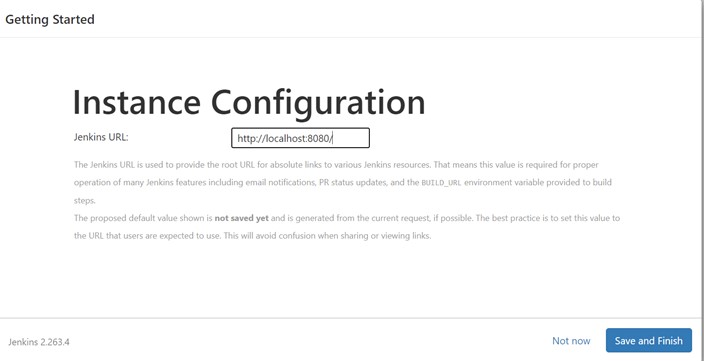 Getting Started
Instance Configuration
Jenkins URL: http://localhost:8080/
The Jenkins URL is used to provide the root URL for absolute links to various Jenkins resources. That means this value is required for proper
operation of many Jenkins features including email notifications, PR status updates, and the BUILD_URL environment variable provided to build
steps.
The proposed default value shown is not saved yet and is generated from the current request, if possible. The best practice is to set this value to
the URL that users are expected to use. This will avoid confusion when sharing or viewing links.
Jenkins 2.263.4 Not now Save and Finish